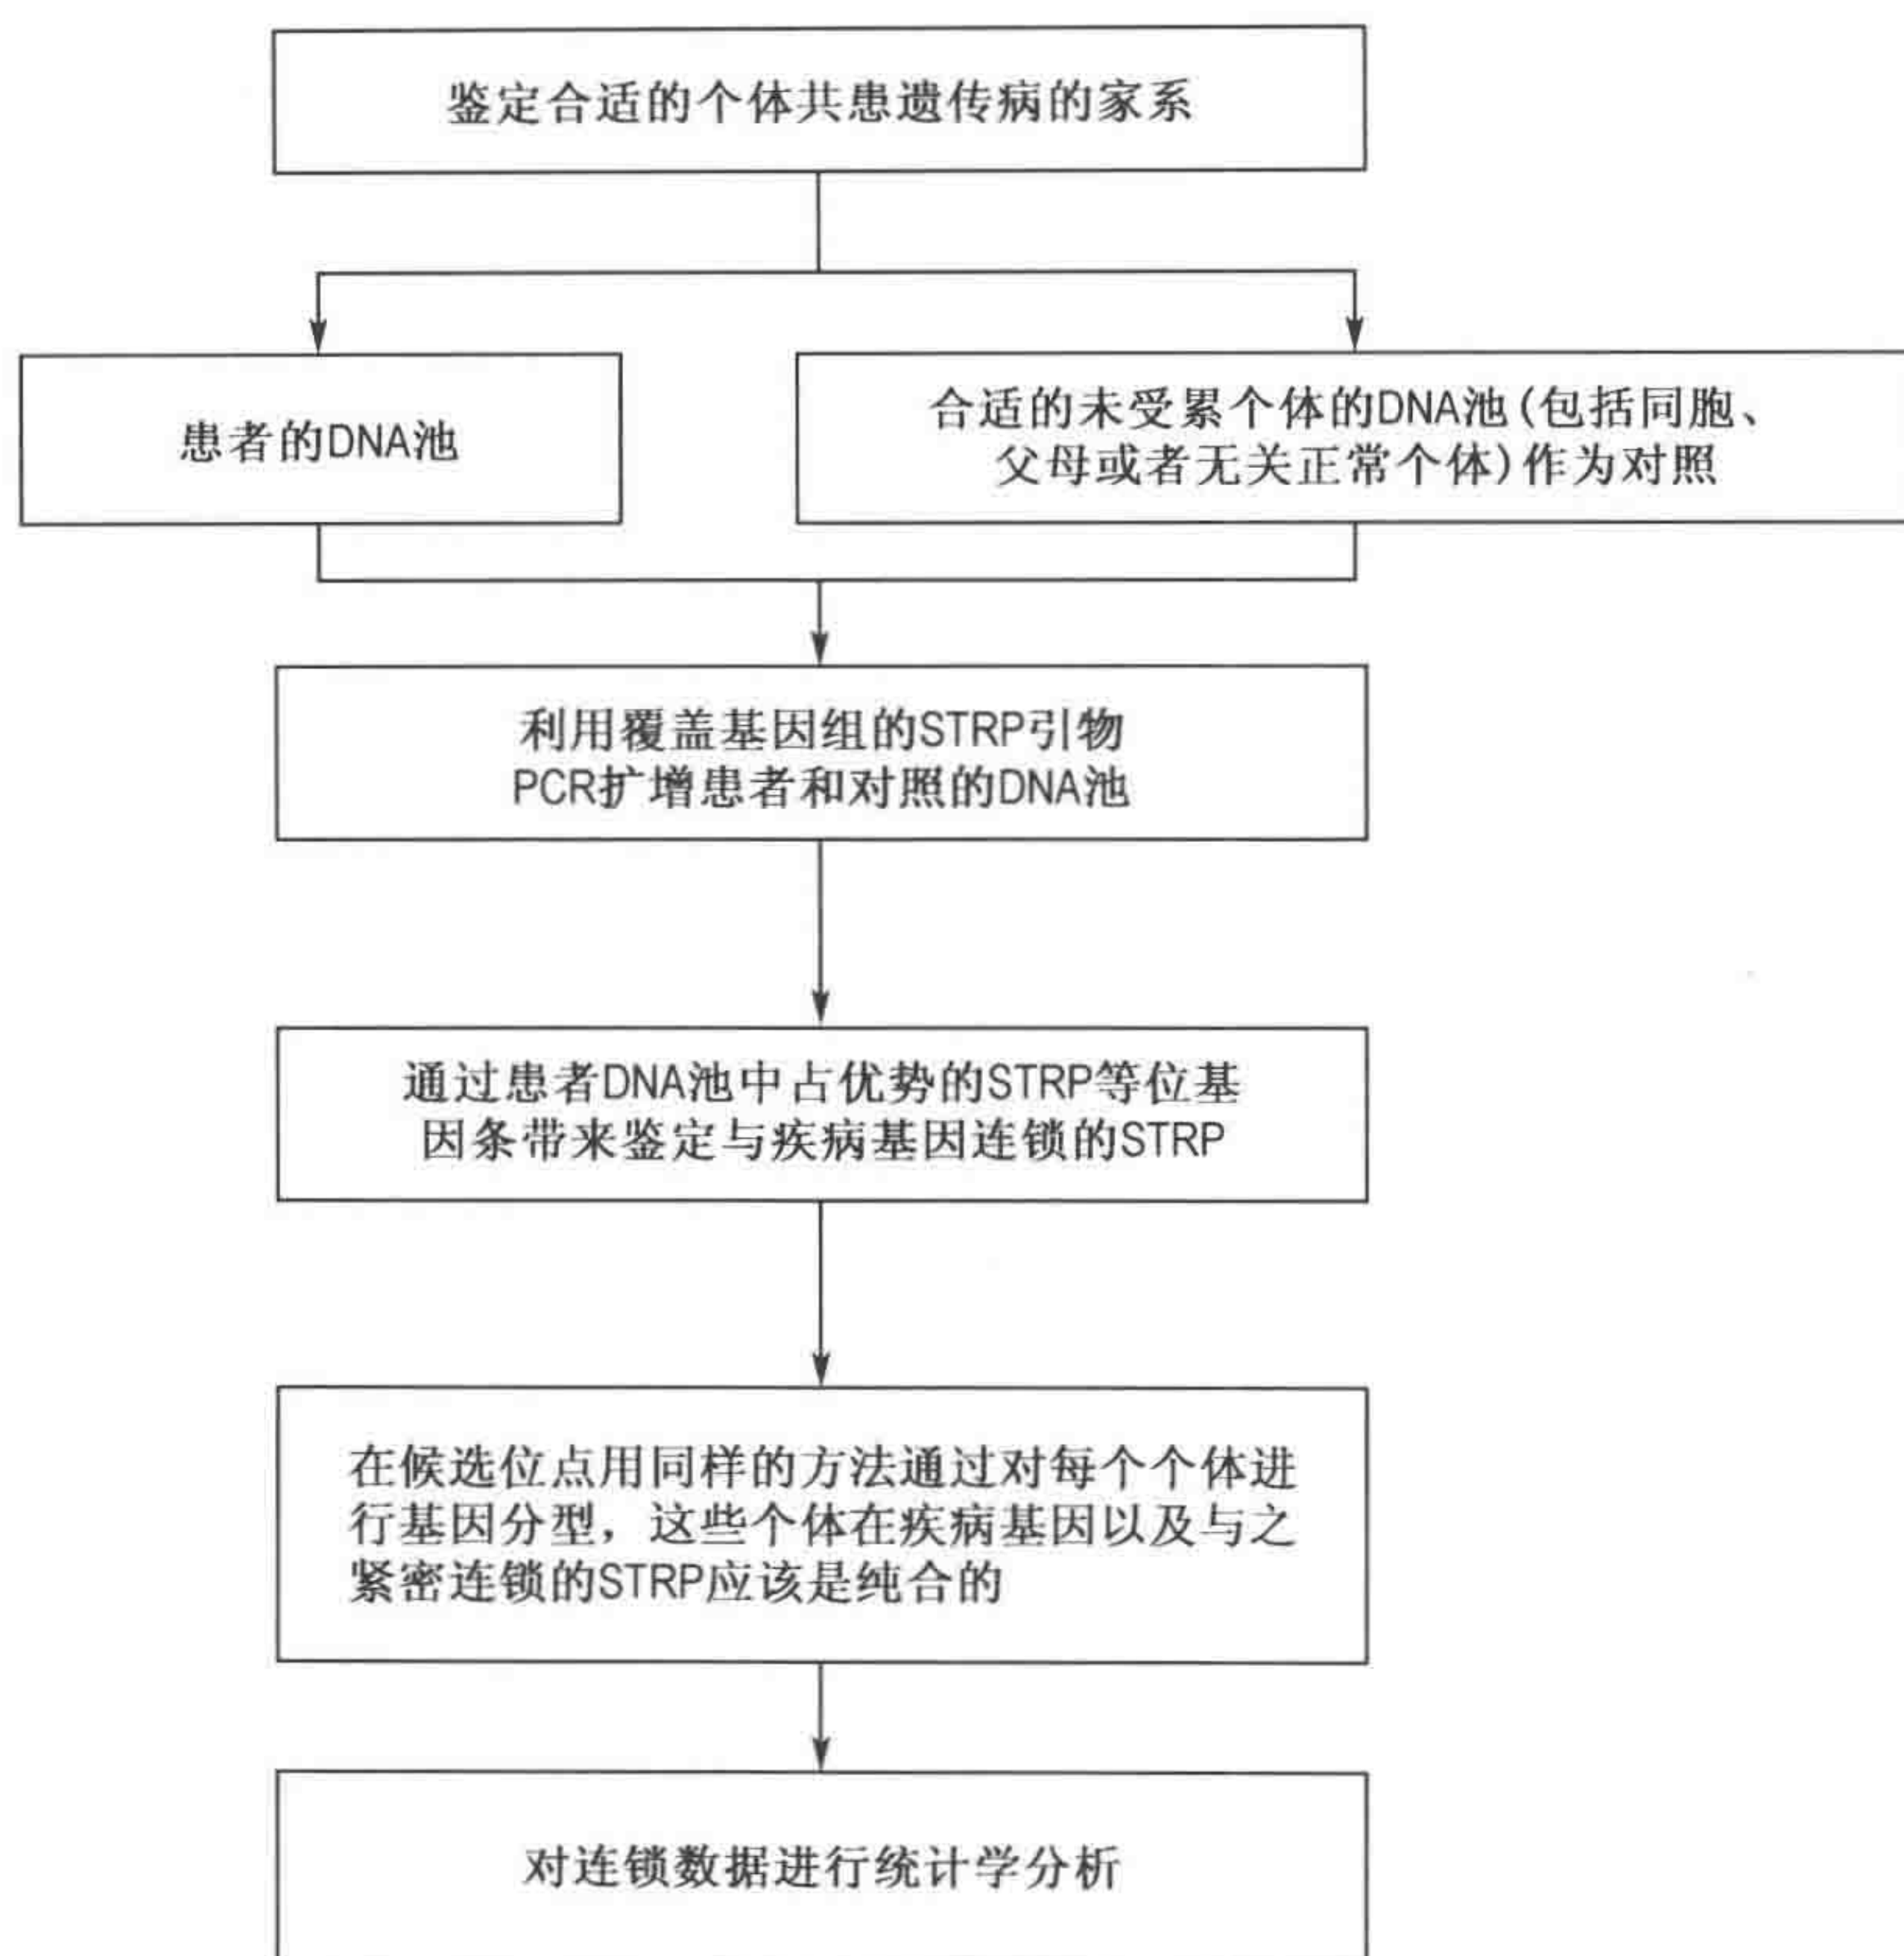 鉴定合适的个体共患遗传病的家系
患者的DNA池
合适的未受累个体的DNA池(包括同胞、
父母或者无关正常个体)作为对照
利用覆盖基因组的STRP引物
PCR扩增患者和对照的DNA池
通过患者DNA池中占优势的STRP等位基
因条带来鉴定与疾病基因连锁的STRP
在候选位点用同样的方法通过对每个个体进
行基因分型，这些个体在疾病基因以及与之
紧密连锁的STRP应该是纯合的
对连锁数据进行统计学分析